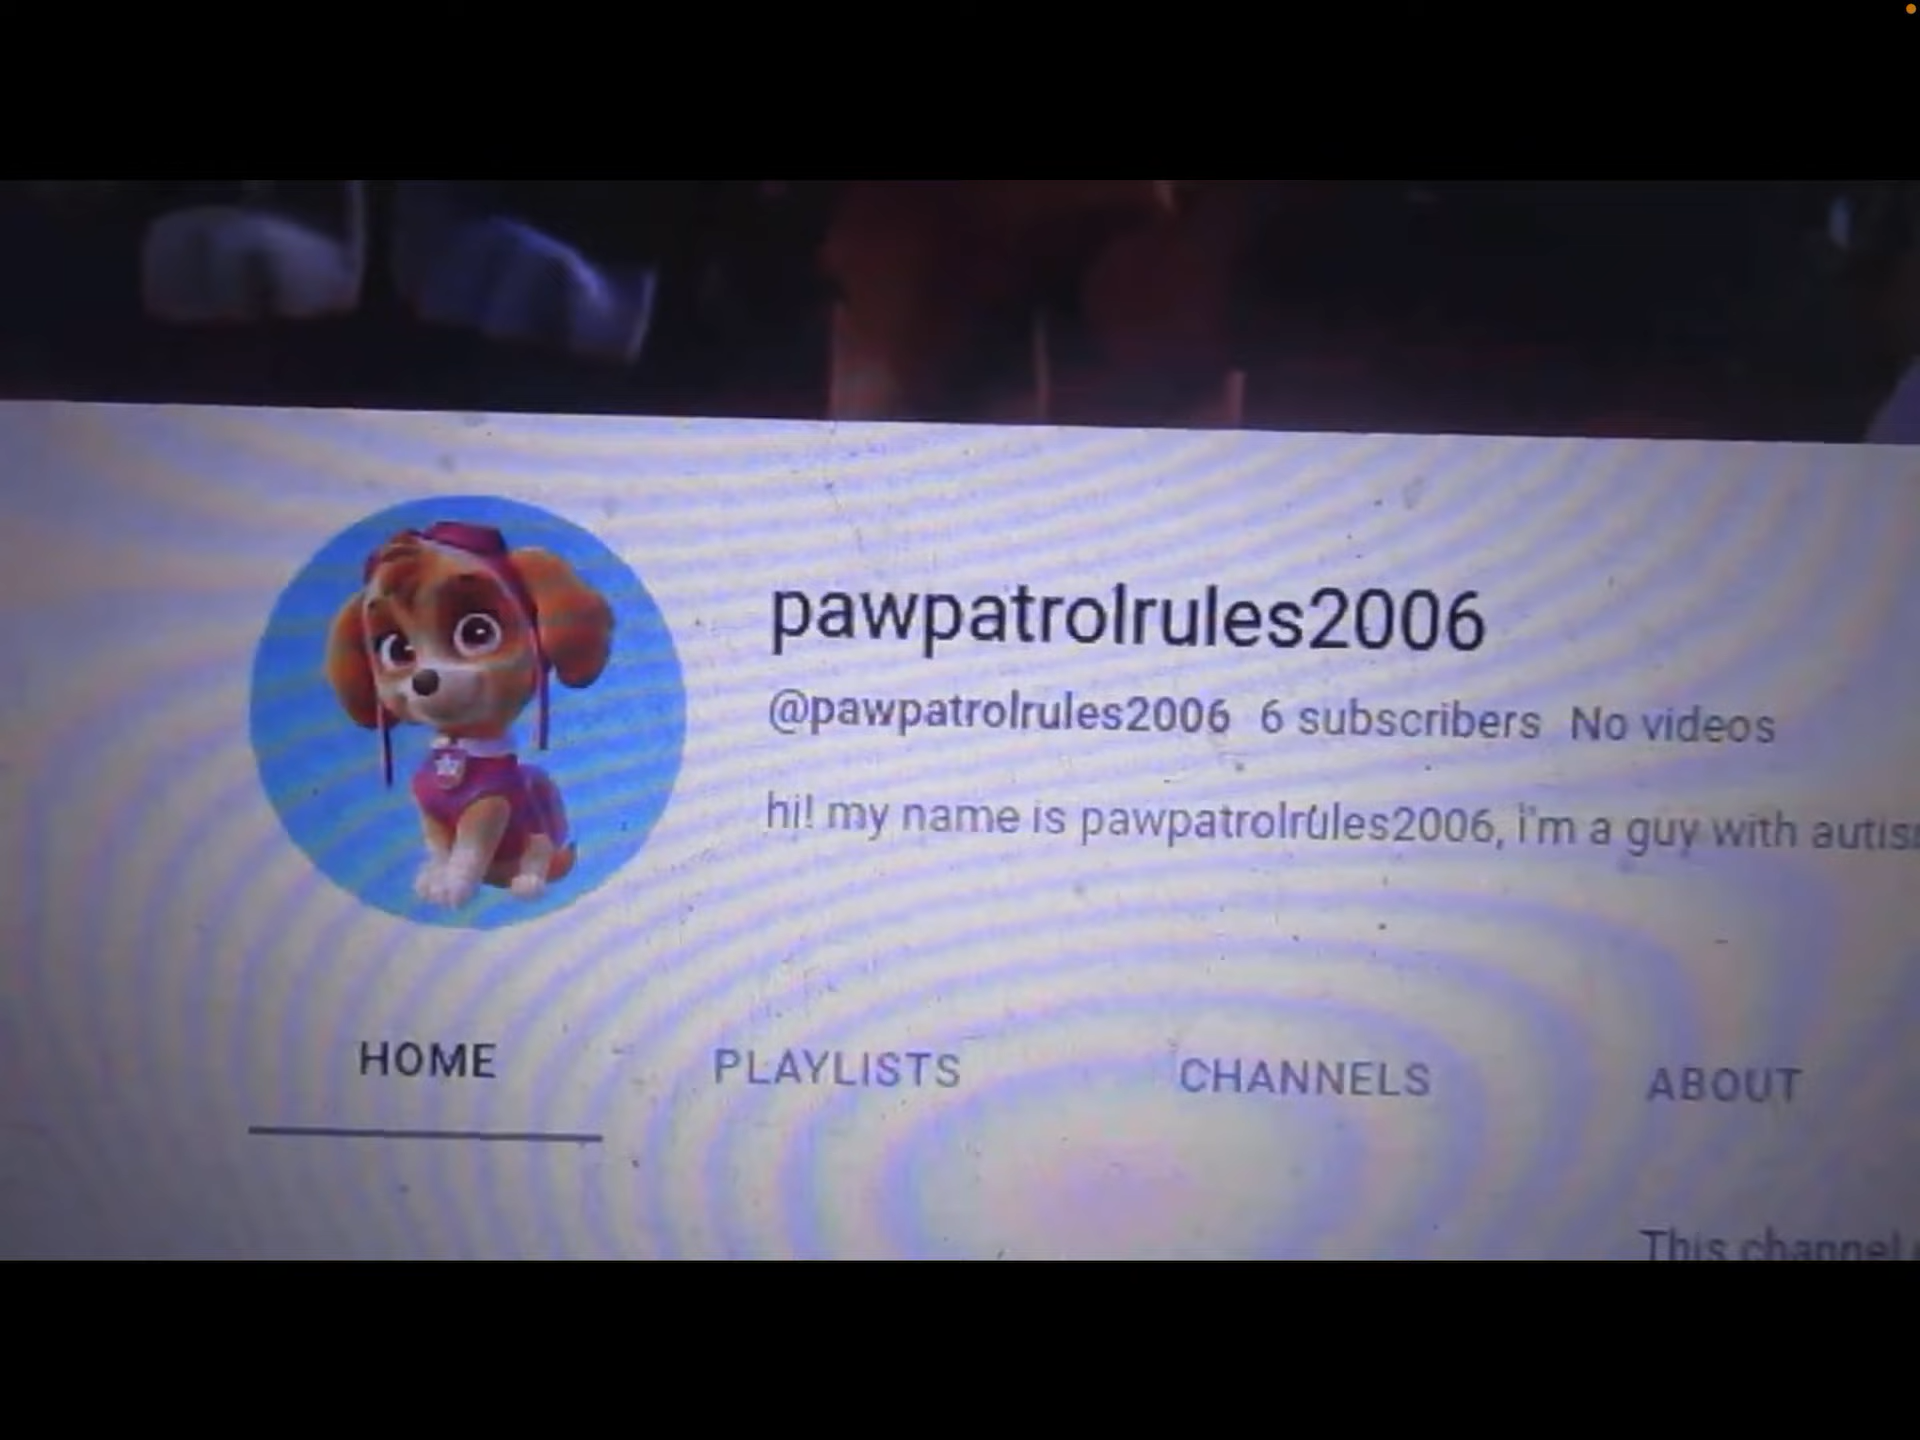 pawpatrolrules2006
@pawpatrolrules2006 6 subscribers No videos
hi! my name is pawpatrolrules2006, i'm a guy with autis
HOME PLAYLISTS CHANNELS ABOUT
This channel